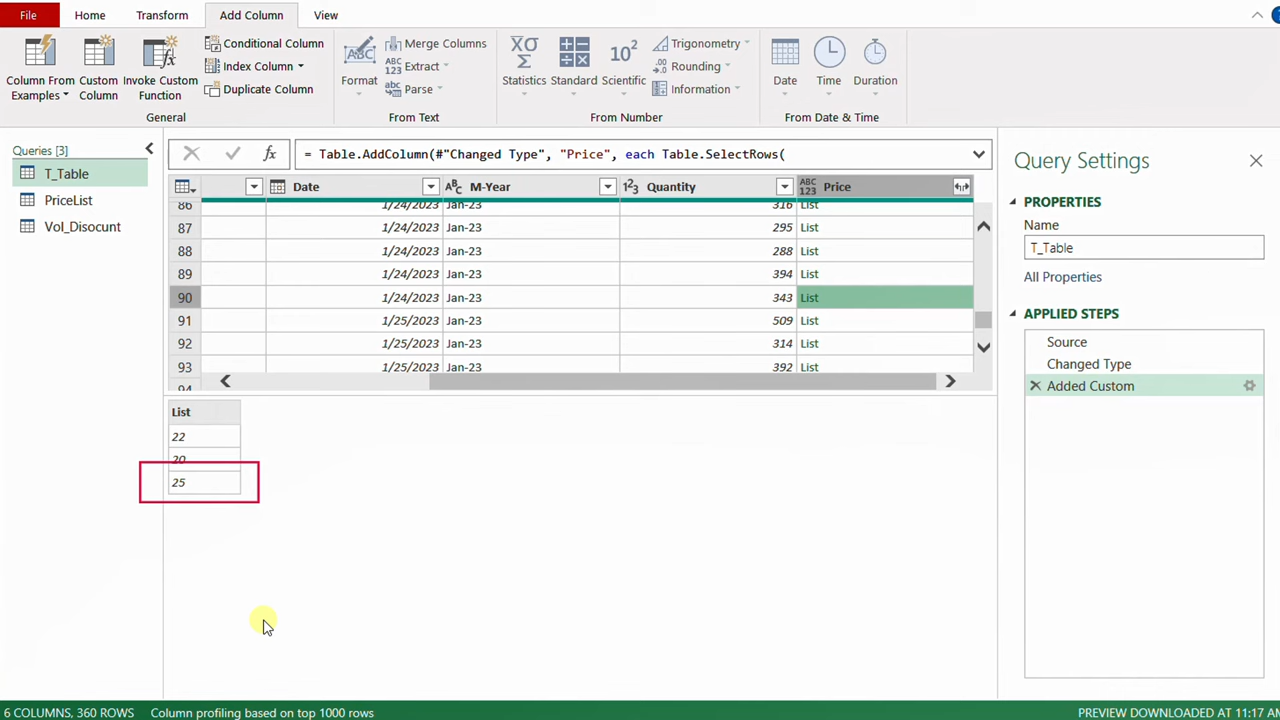 File Home Transform Add Column View
Column From Examples
Custom Column
Invoke Custom Function
Conditional Column
Index Column
Duplicate Column
General
Format
Merge Columns
Extract
Parse
From Text
Statistics
Standard
Scientific
Trigonometry
Rounding
Information
From Number
Date
Time
Duration
From Date & Time
Queries [3]
T_Table
PriceList
Vol_Disocunt
= Table.AddColumn(#"Changed Type", "Price", each Table.SelectRows(
Date M-Year Quantity Price
86 1/24/2023 Jan-23 316 List
87 1/24/2023 Jan-23 295 List
88 1/24/2023 Jan-23 288 List
89 1/24/2023 Jan-23 394 List
90 1/24/2023 Jan-23 343 List
91 1/25/2023 Jan-23 509 List
92 1/25/2023 Jan-23 314 List
93 1/25/2023 Jan-23 392 List
94
List
22
20
25
Query Settings
PROPERTIES
Name
T_Table
All Properties
APPLIED STEPS
Source
Changed Type
Added Custom
6 COLUMNS, 360 ROWS Column profiling based on top 1000 rows PREVIEW DOWNLOADED AT 11:17 AM